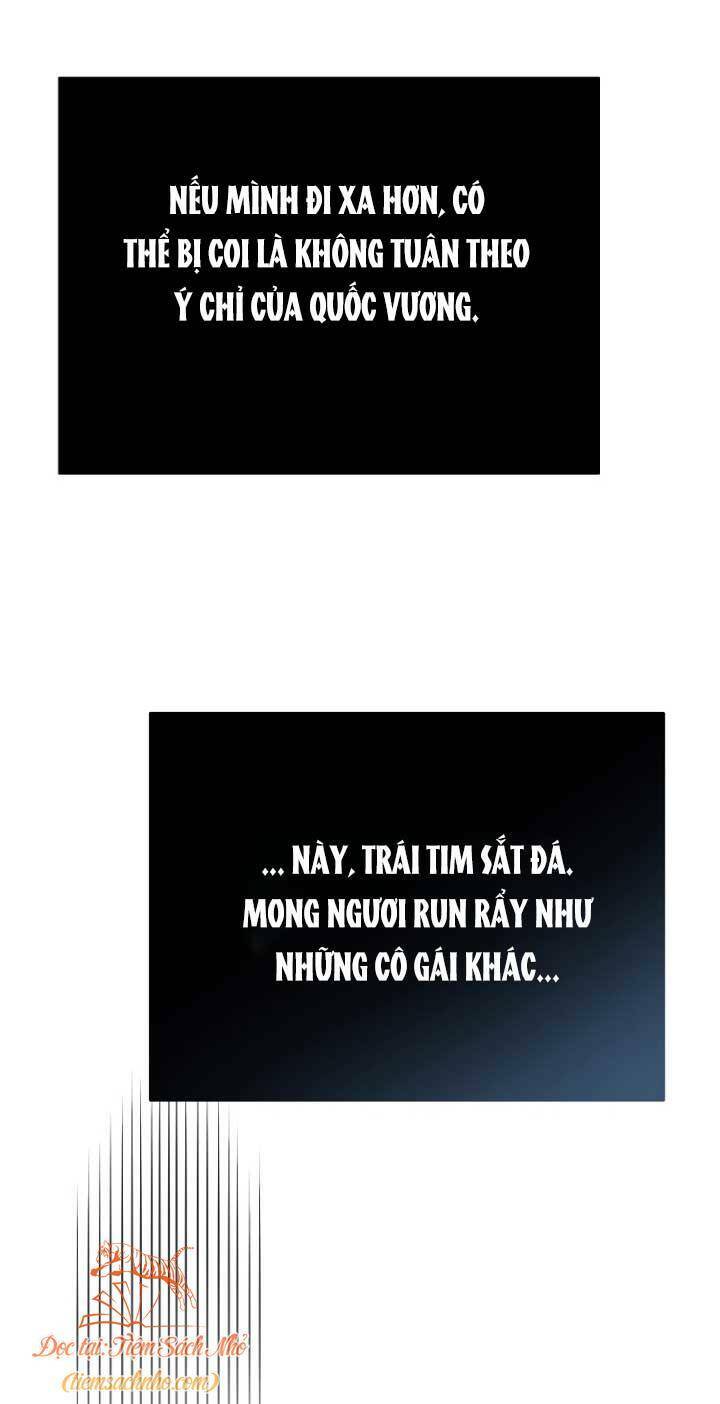 NẾU MÌNH ĐI XA HƠN, CÓ
THỂ BỊ COI LÀ KHÔNG TUÂN THEO
Ý CHỈ CỦA QUỐC VƯƠNG.
... NÀY, TRÁI TIM SẮT ĐÁ.
MONG NGƯƠI RUN RẨY NHƯ
NHỮNG CÔ GÁI KHÁC...
Đọc tại: Tiệm Sách Nhỏ
(tiemsachnho.com)